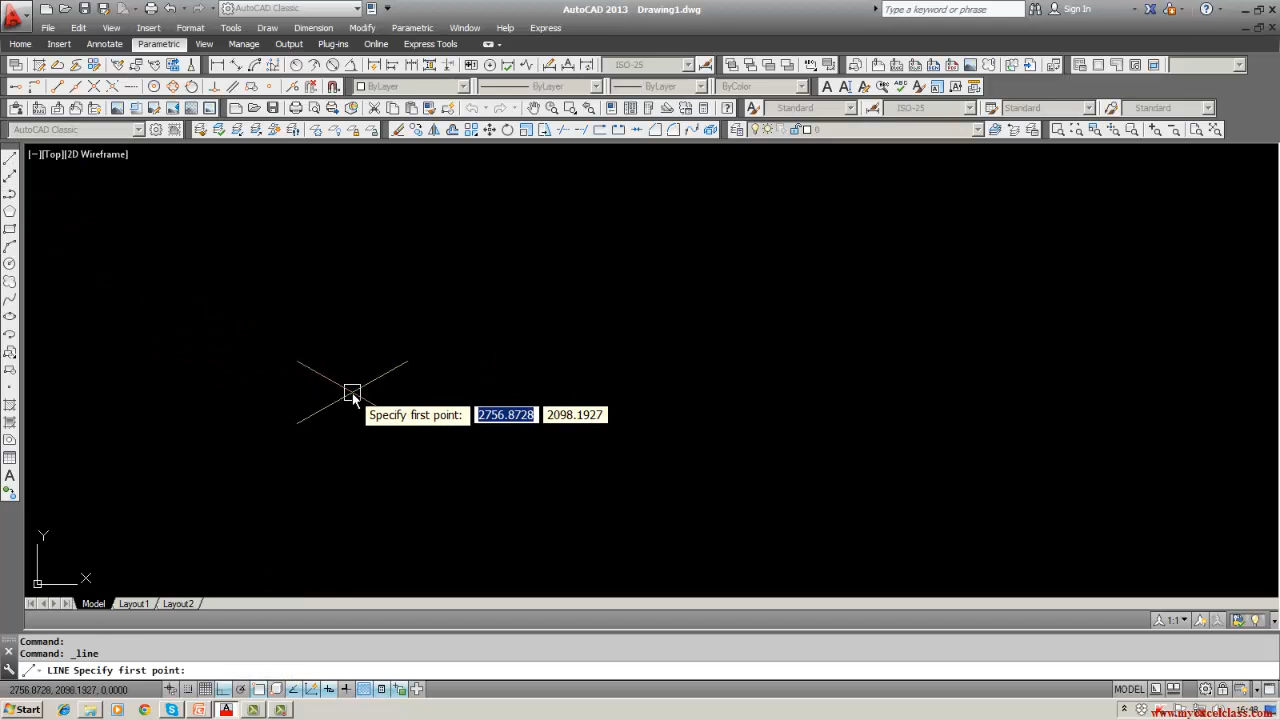 AutoCAD Classic
AutoCAD 2013 Drawing1.dwg
Type a keyword or phrase
Sign In
File Edit View Insert Format Tools Draw Dimension Modify Parametric Window Help Express
Home Insert Annotate Parametric View Manage Output Plug-ins Online Express Tools
ISO-25
ByLayer ByLayer ByLayer ByColor
Standard ISO-25 Standard Standard
AutoCAD Classic 0
[−][Top][2D Wireframe]
Specify first point: 2756.8728 2098.1927
Y
X
Model Layout1 Layout2
1:1
Command:
Command: _line
LINE Specify first point:
2756.8728, 2098.1927, 0.0000
MODEL
Start
16:48
www.myexcelclass.com